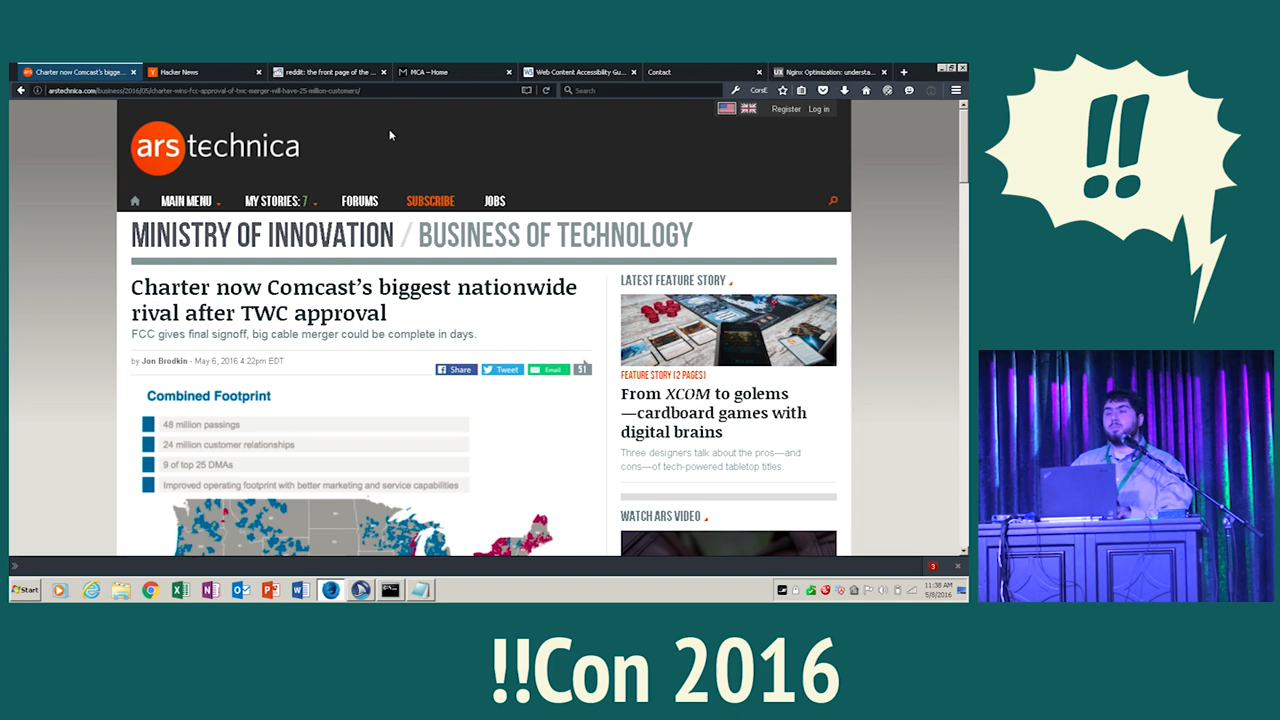 Charter now Comcast's bigge...
Hacker News
reddit: the front page of the ...
MCA – Home
Web Content Accessibility Gu...
Contact
Nginx: Optimization: understa...
arstechnica.com/business/2016/05/charter-wins-fcc-approval-of-twc-merger-will-have-25-million-customers/
Search
CorsE
Register Log in
ars technica
MAIN MENU MY STORIES: 7 FORUMS SUBSCRIBE JOBS
MINISTRY OF INNOVATION / BUSINESS OF TECHNOLOGY
Charter now Comcast's biggest nationwide
rival after TWC approval
FCC gives final signoff, big cable merger could be complete in days.
by Jon Brodkin - May 6, 2016 4:22pm EDT
Share Tweet Email 51
Combined Footprint
48 million passings
24 million customer relationships
9 of top 25 DMAs
Improved operating footprint with better marketing and service capabilities
LATEST FEATURE STORY
FEATURE STORY (2 PAGES)
From XCOM to golems
—cardboard games with
digital brains
Three designers talk about the pros—and
cons—of tech-powered tabletop titles.
WATCH ARS VIDEO
3
Start
11:38 AM
5/8/2016
!!
!!Con 2016